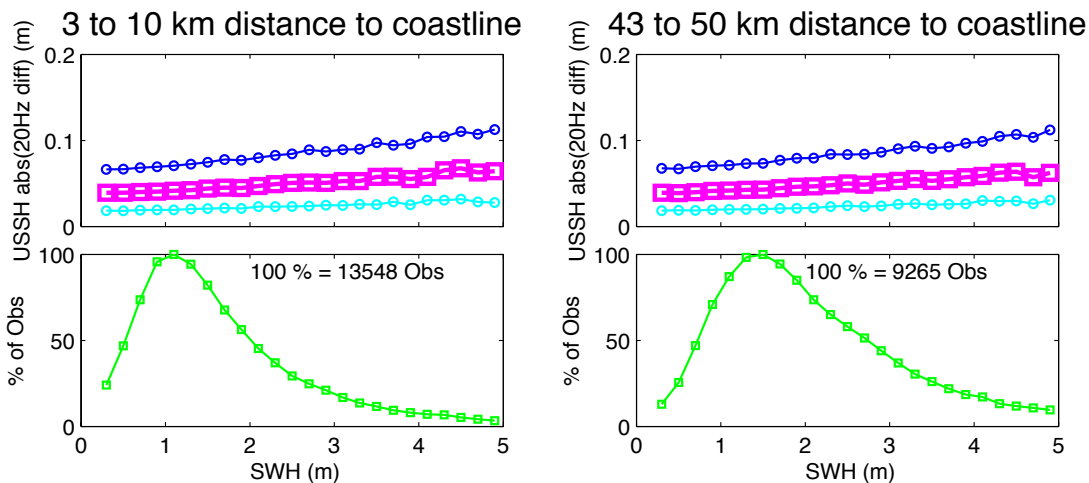 3 to 10 km distance to coastline
USSH abs(20Hz diff) (m)
0.2
0.1
0
% of Obs
100
50
0
100 % = 13548 Obs
0 1 2 3 4 5
SWH (m)
43 to 50 km distance to coastline
USSH abs(20Hz diff) (m)
0.2
0.1
0
% of Obs
100
50
0
100 % = 9265 Obs
0 1 2 3 4 5
SWH (m)